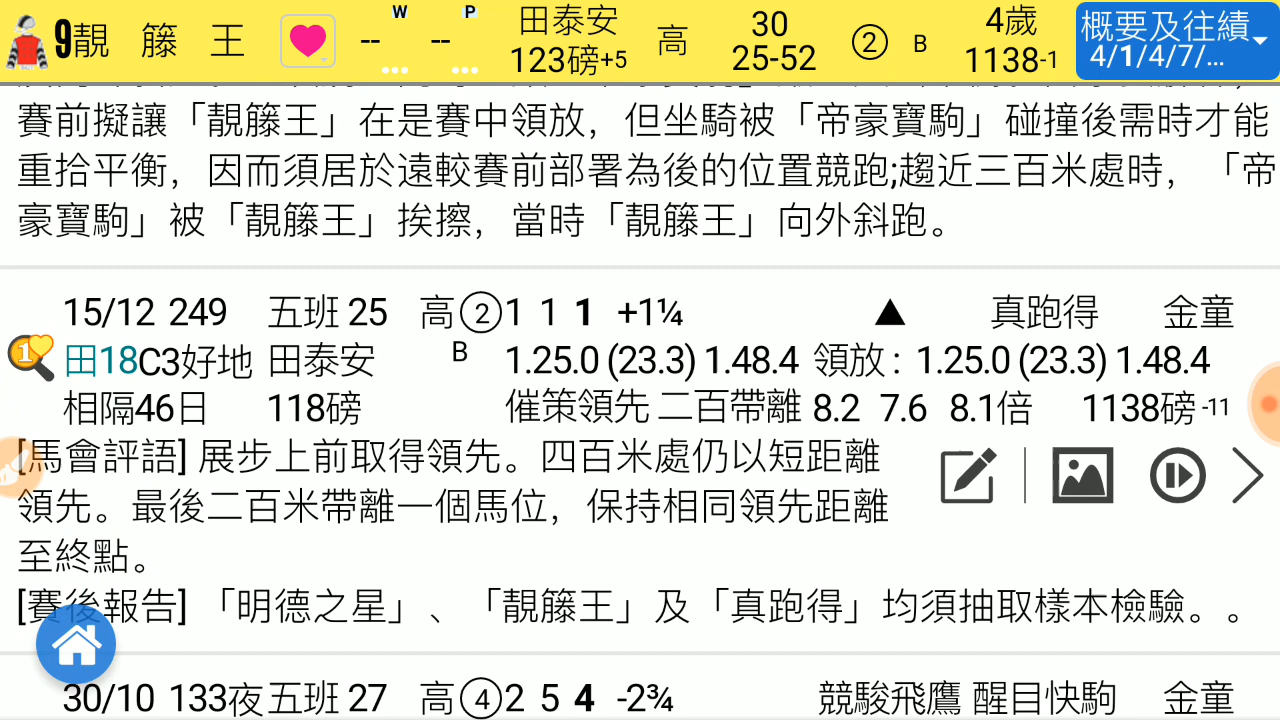 9靚 籐 王 -- W -- P 田泰安 高 30 ② B 4歲 概要及往績
123磅+5 25-52 1138-1 4/1/4/7/...
賽前擬讓「靚籐王」在是賽中領放，但坐騎被「帝豪寶駒」碰撞後需時才能
重拾平衡，因而須居於遠較賽前部署為後的位置競跑;趨近三百米處時，「帝
豪寶駒」被「靚籐王」挨擦，當時「靚籐王」向外斜跑。
15/12 249 五班 25 高②1 1 1 +1¼ ▲ 真跑得 金童
田18C3好地 田泰安 B 1.25.0 (23.3) 1.48.4 領放 : 1.25.0 (23.3) 1.48.4
相隔46日 118磅 催策領先 二百帶離 8.2 7.6 8.1倍 1138磅 -11
[馬會評語] 展步上前取得領先。四百米處仍以短距離
領先。最後二百米帶離一個馬位，保持相同領先距離
至終點。
[賽後報告] 「明德之星」、「靚籐王」及「真跑得」均須抽取樣本檢驗。。
30/10 133夜 五班 27 高④2 5 4 -2¾ 競駿飛鷹 醒目快駒 金童